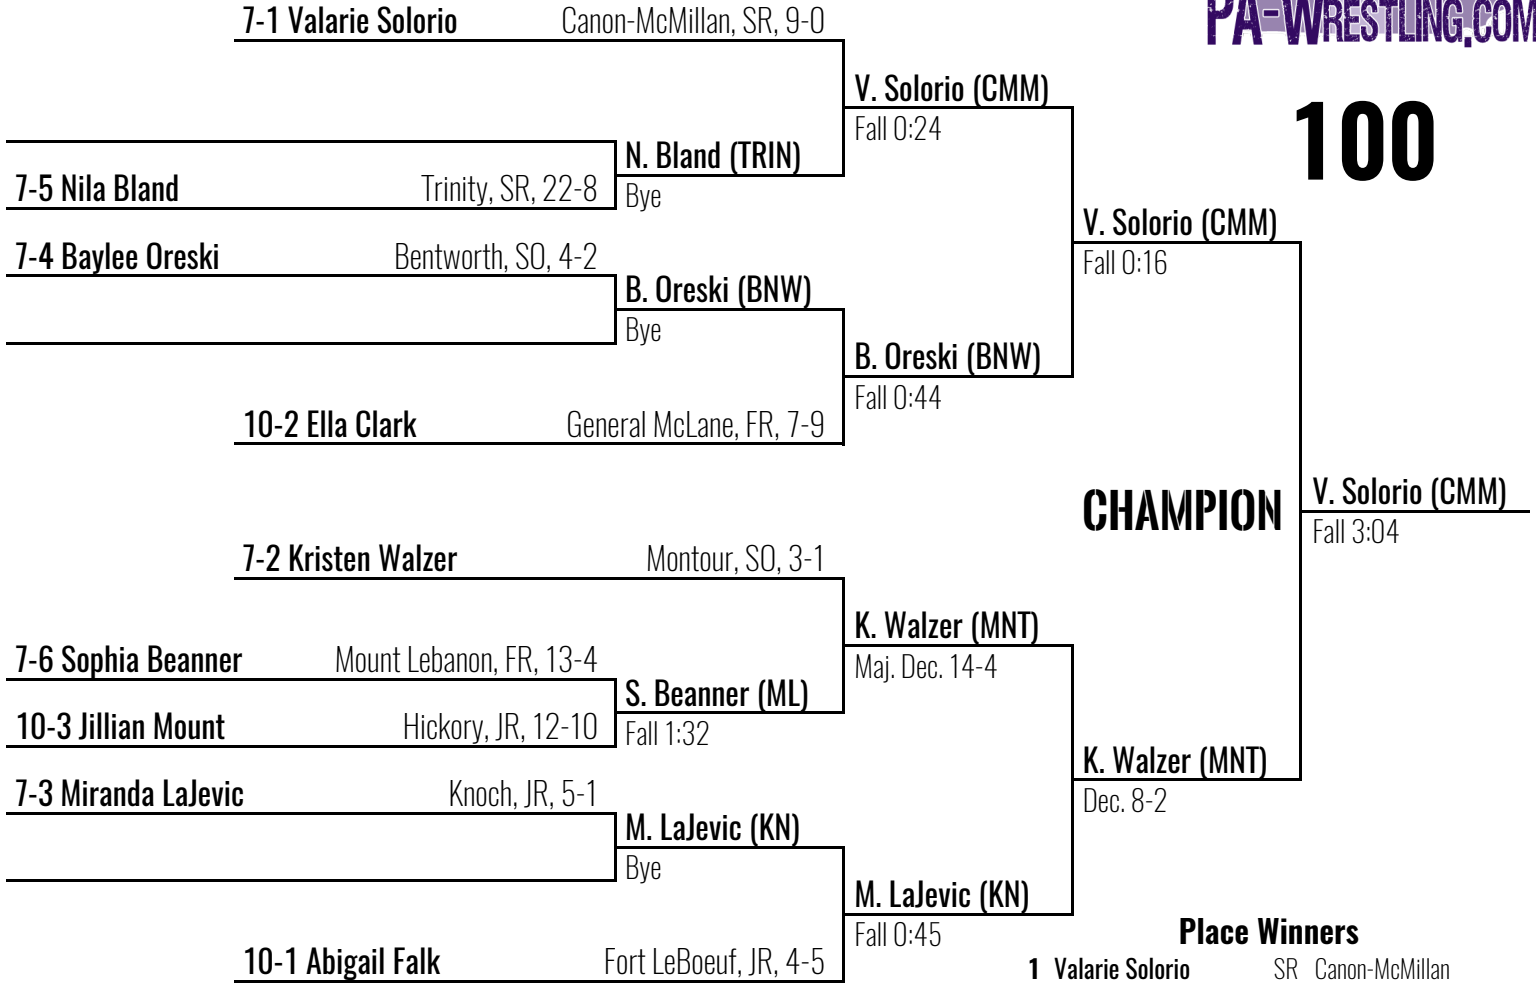 PA-WRESTLING.COM
100
7-1 Valarie Solorio Canon-McMillan, SR, 9-0
V. Solorio (CMM)
Fall 0:24
N. Bland (TRIN)
Bye
7-5 Nila Bland Trinity, SR, 22-8
V. Solorio (CMM)
Fall 0:16
7-4 Baylee Oreski Bentworth, SO, 4-2
B. Oreski (BNW)
Bye
B. Oreski (BNW)
Fall 0:44
10-2 Ella Clark General McLane, FR, 7-9
CHAMPION
V. Solorio (CMM)
Fall 3:04
7-2 Kristen Walzer Montour, SO, 3-1
K. Walzer (MNT)
Maj. Dec. 14-4
7-6 Sophia Beanner Mount Lebanon, FR, 13-4
S. Beanner (ML)
Fall 1:32
10-3 Jillian Mount Hickory, JR, 12-10
K. Walzer (MNT)
Dec. 8-2
7-3 Miranda LaJevic Knoch, JR, 5-1
M. LaJevic (KN)
Bye
M. LaJevic (KN)
Fall 0:45
10-1 Abigail Falk Fort LeBoeuf, JR, 4-5
Place Winners
1 Valarie Solorio SR Canon-McMillan